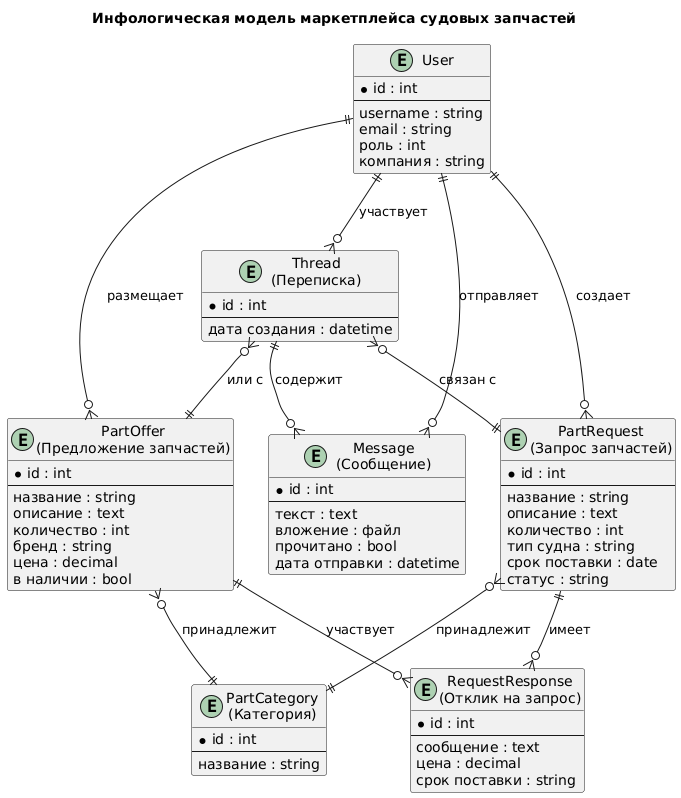 Инфологическая модель маркетплейса судовых запчастей
E User
* id : int
username : string
email : string
роль : int
компания : string
участвует
размещает
отправляет
создает
E Thread
(Переписка)
* id : int
дата создания : datetime
или с
содержит
связан с
E PartOffer
(Предложение запчастей)
* id : int
название : string
описание : text
количество : int
бренд : string
цена : decimal
в наличии : bool
E Message
(Сообщение)
* id : int
текст : text
вложение : файл
прочитано : bool
дата отправки : datetime
E PartRequest
(Запрос запчастей)
* id : int
название : string
описание : text
количество : int
тип судна : string
срок поставки : date
статус : string
принадлежит
участвует
принадлежит
имеет
E PartCategory
(Категория)
* id : int
название : string
E RequestResponse
(Отклик на запрос)
* id : int
сообщение : text
цена : decimal
срок поставки : string